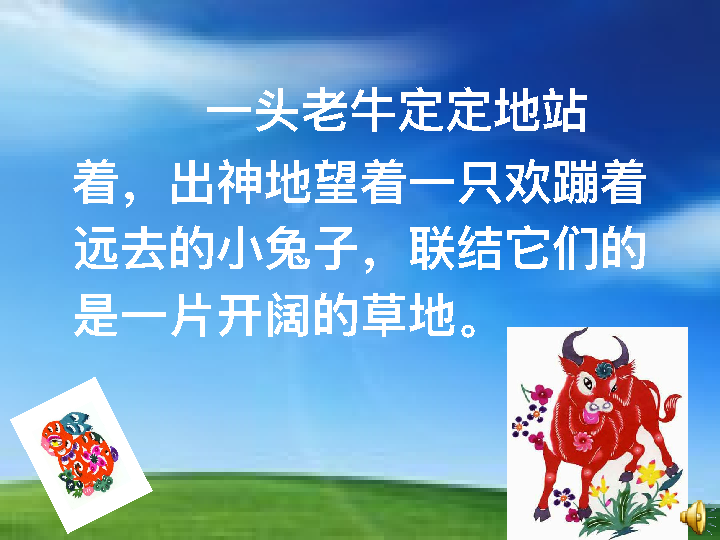 一头老牛定定地站
着，出神地望着一只欢蹦着
远去的小兔子，联结它们的
是一片开阔的草地。